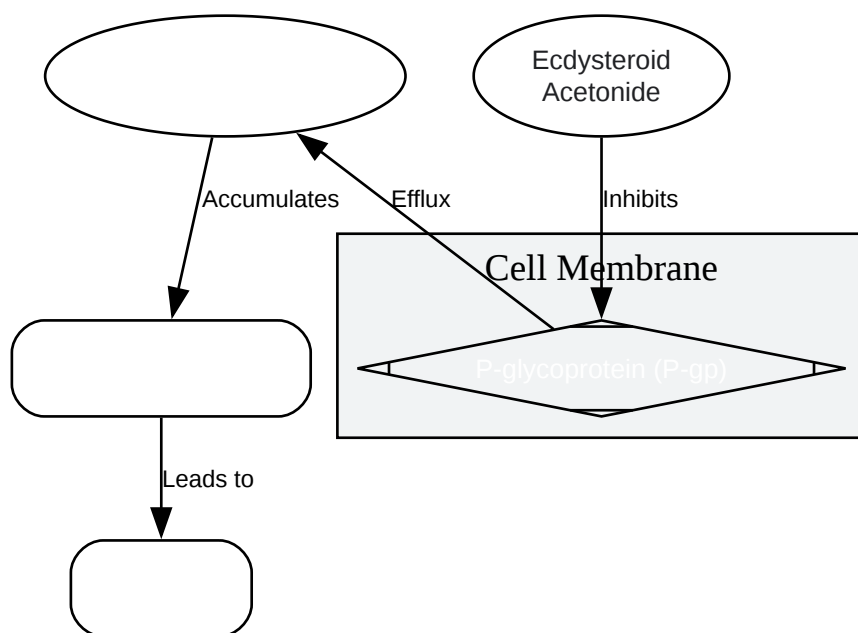 Ecdysteroid
Acetonide
Accumulates
Efflux
Inhibits
Cell Membrane
P-glycoprotein (P-gp)
Leads to